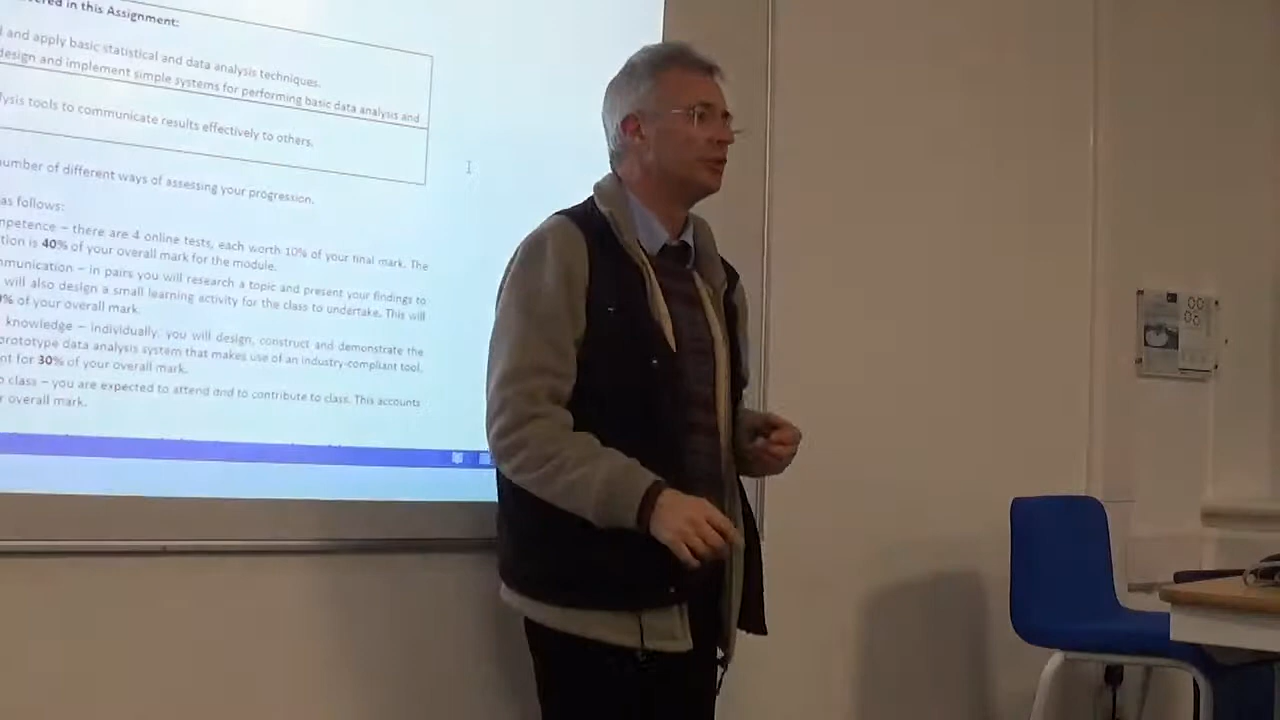 ered in this Assignment:
and apply basic statistical and data analysis techniques.
design and implement simple systems for performing basic data analysis and
lysis tools to communicate results effectively to others.
number of different ways of assessing your progression.
as follows:
mpetence – there are 4 online tests, each worth 10% of your final mark. The
tion is 40% of your overall mark for the module.
mmunication – in pairs you will research a topic and present your findings to
will also design a small learning activity for the class to undertake. This will
% of your overall mark.
knowledge – individually, you will design, construct and demonstrate the
prototype data analysis system that makes use of an industry-compliant tool.
nt for 30% of your overall mark.
o class – you are expected to attend and to contribute to class. This accounts
r overall mark.